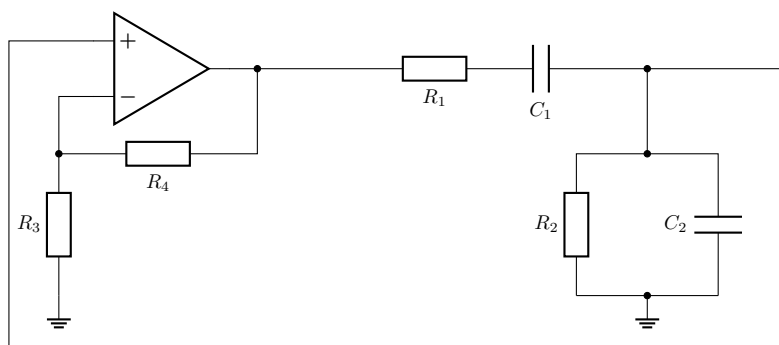 +
−
R₁
C₁
R₄
R₃
R₂
C₂